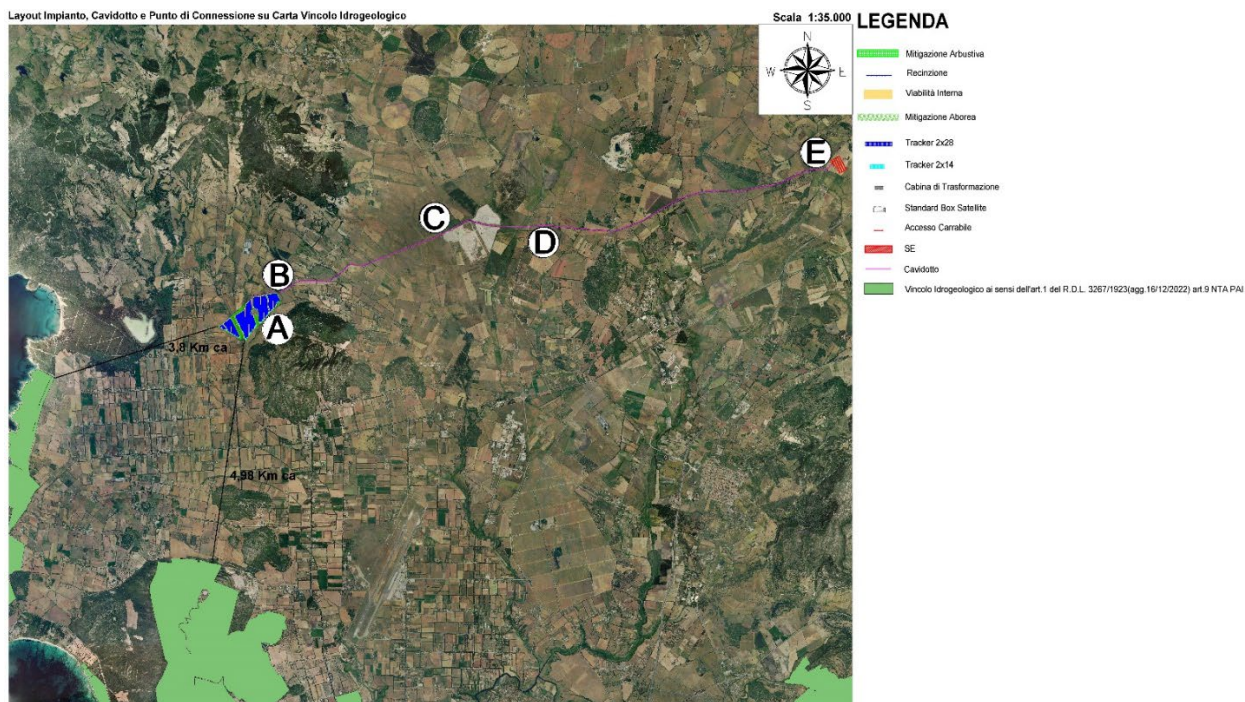 Layout Impianto, Cavidotto e Punto di Connessione su Carta Vincolo Idrogeologico
Scala 1:35.000
LEGENDA
N
W E
S
Mitigazione Arbustiva
Recinzione
Viabilità Interna
Mitigazione Aborea
Tracker 2x28
Tracker 2x14
Cabina di Trasformazione
Standard Box Satellite
Accesso Carrabile
SE
Cavidotto
Vincolo Idrogeologico ai sensi dell'art.1 del R.D.L. 3267/1923(agg.16/12/2022) art.9 NTA PAI
E
C
D
B
A
3,8 Km ca
4,98 Km ca